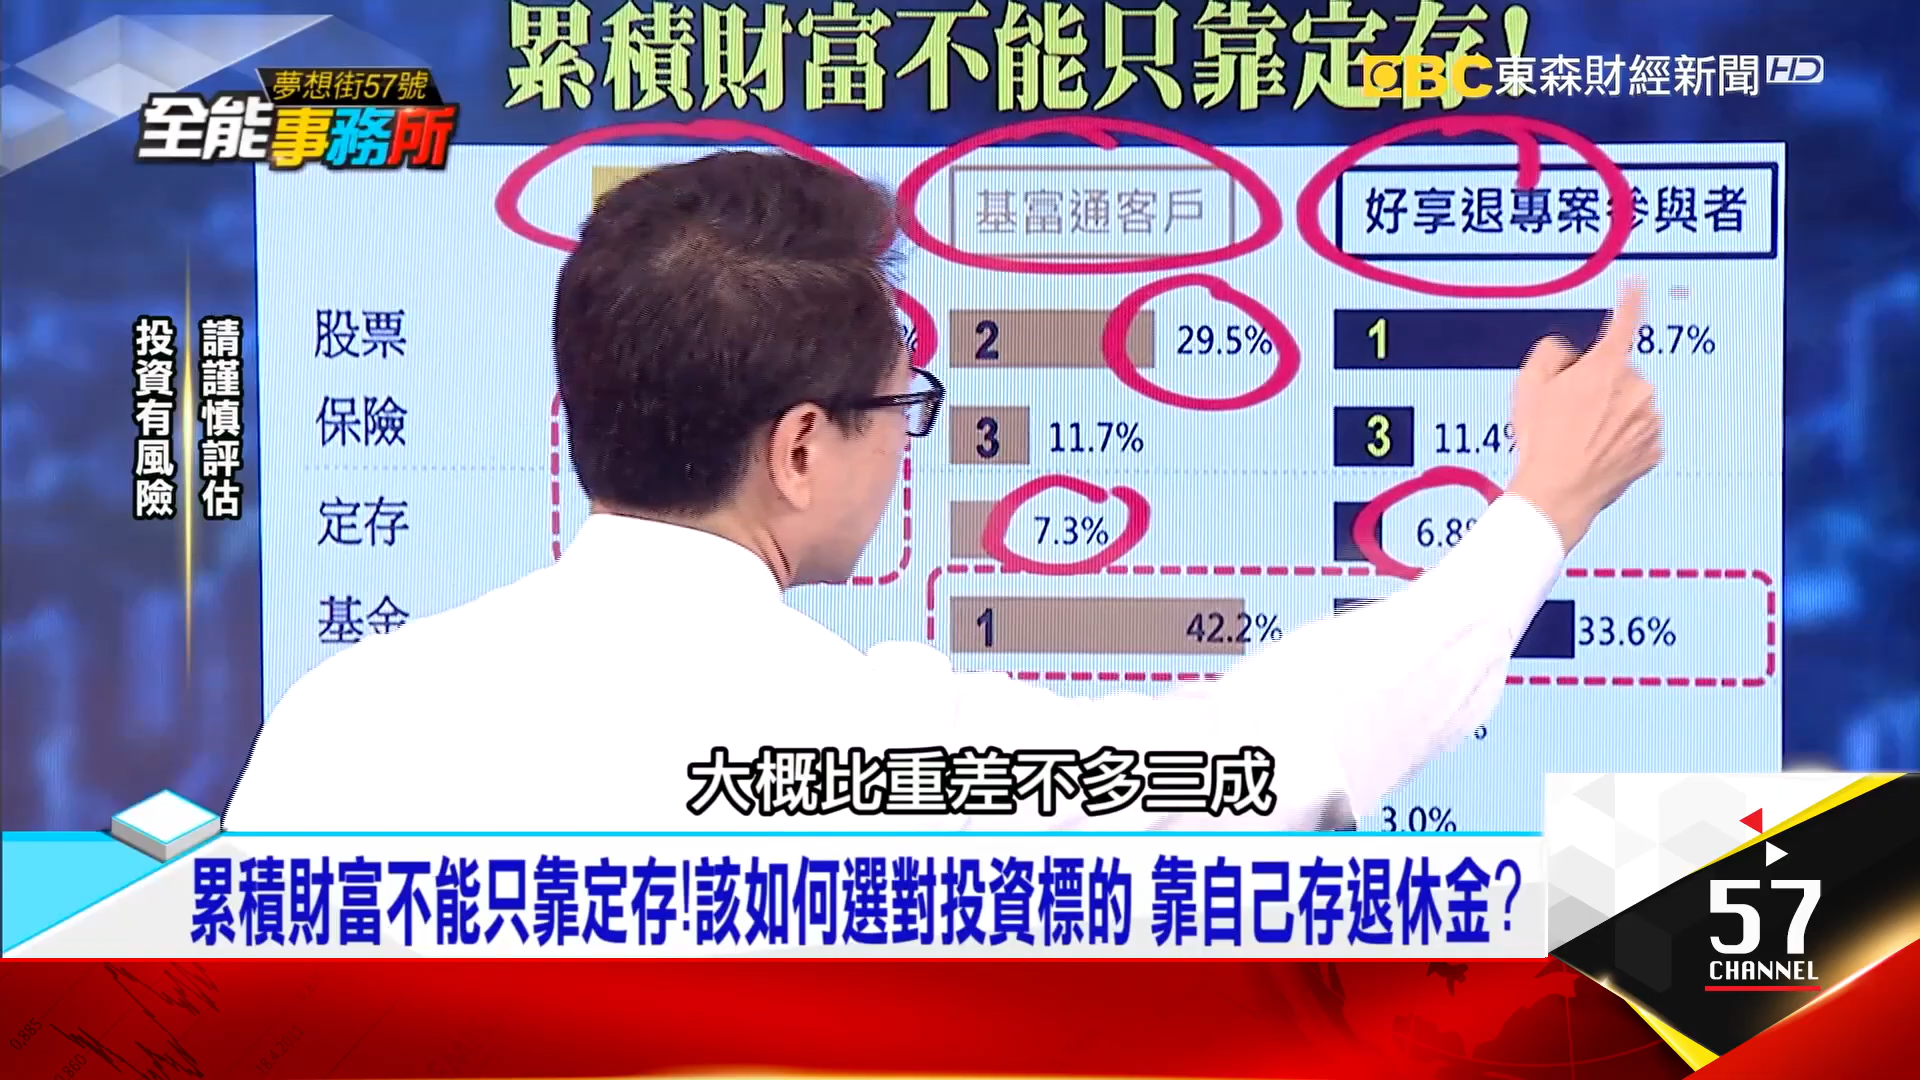 累積財富不能只靠定存!
EBC東森財經新聞HD
夢想街57號
全能事務所
基富通客戶
好享退專案參與者
股票
2
29.5%
1
8.7%
保險
3
11.7%
3
11.4
定存
7.3%
6.8
基金
1
42.2%
33.6%
3.0%
請謹慎評估
投資有風險
大概比重差不多三成
累積財富不能只靠定存!該如何選對投資標的 靠自己存退休金?
57
CHANNEL